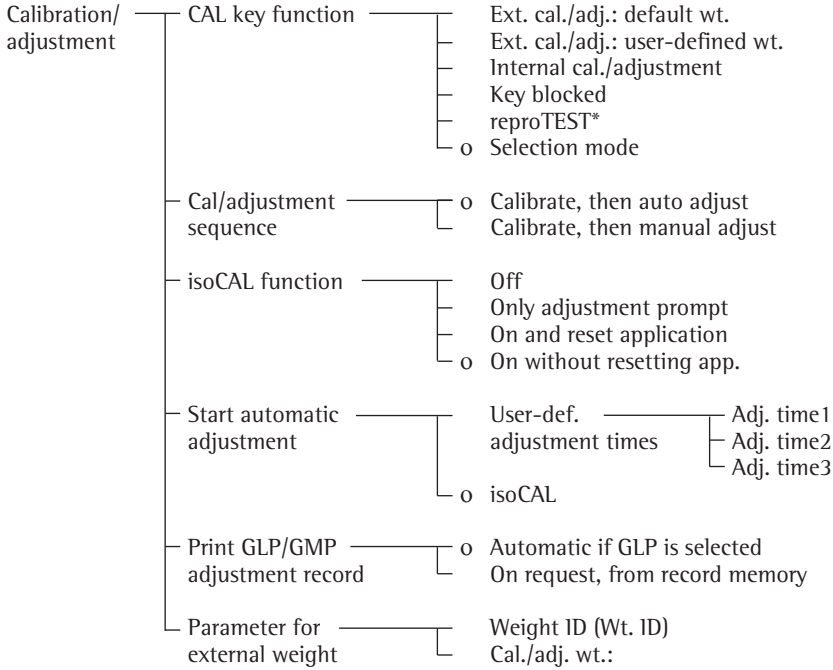 Calibration/ CAL key function Ext. cal./adj.: default wt.
adjustment Ext. cal./adj.: user-defined wt.
Internal cal./adjustment
Key blocked
reproTEST*
o Selection mode
Cal/adjustment o Calibrate, then auto adjust
sequence Calibrate, then manual adjust
isoCAL function Off
Only adjustment prompt
On and reset application
o On without resetting app.
Start automatic User-def. Adj. time1
adjustment adjustment times Adj. time2
Adj. time3
o isoCAL
Print GLP/GMP o Automatic if GLP is selected
adjustment record On request, from record memory
Parameter for Weight ID (Wt. ID)
external weight Cal./adj. wt.: